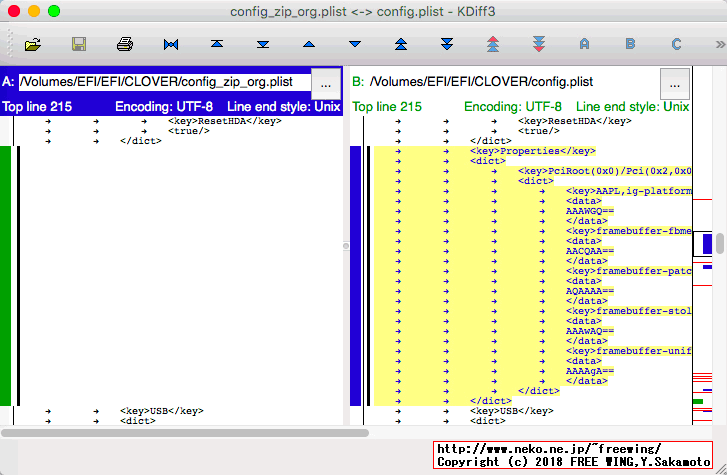 config_zip_org.plist <-> config.plist - KDiff3
A B C »
A: /Volumes/EFI/EFI/CLOVER/config_zip_org.plist ...
Top line 215 Encoding: UTF-8 Line end style: Unix
→ → → <key>ResetHDA</key>
→ → → <true/>
→ → </dict>
→ → <key>USB</key>
→ → <dict>
B: /Volumes/EFI/EFI/CLOVER/config.plist ...
Top line 215 Encoding: UTF-8 Line end style: Unix
→ → → <key>ResetHDA</key>
→ → → <true/>
→ → </dict>
→ → <key>Properties</key>
→ → <dict>
→ → → <key>PciRoot(0x0)/Pci(0x2,0x0
→ → → <dict>
→ → → → <key>AAPL,ig-platform
→ → → → <data>
→ → → → AAAWGQ==
→ → → → </data>
→ → → → <key>framebuffer-fbme
→ → → → <data>
→ → → → AACQAA==
→ → → → </data>
→ → → → <key>framebuffer-patc
→ → → → <data>
→ → → → AQAAAA==
→ → → → </data>
→ → → → <key>framebuffer-stol
→ → → → <data>
→ → → → AAAwAQ==
→ → → → </data>
→ → → → <key>framebuffer-unif
→ → → → <data>
→ → → → AAAAgA==
→ → → → </data>
→ → → </dict>
→ → </dict>
→ → <key>USB</key>
→ → <dict>
http://www.neko.ne.jp/~freewing/
Copyright (c) 2018 FREE WING,Y.Sakamoto